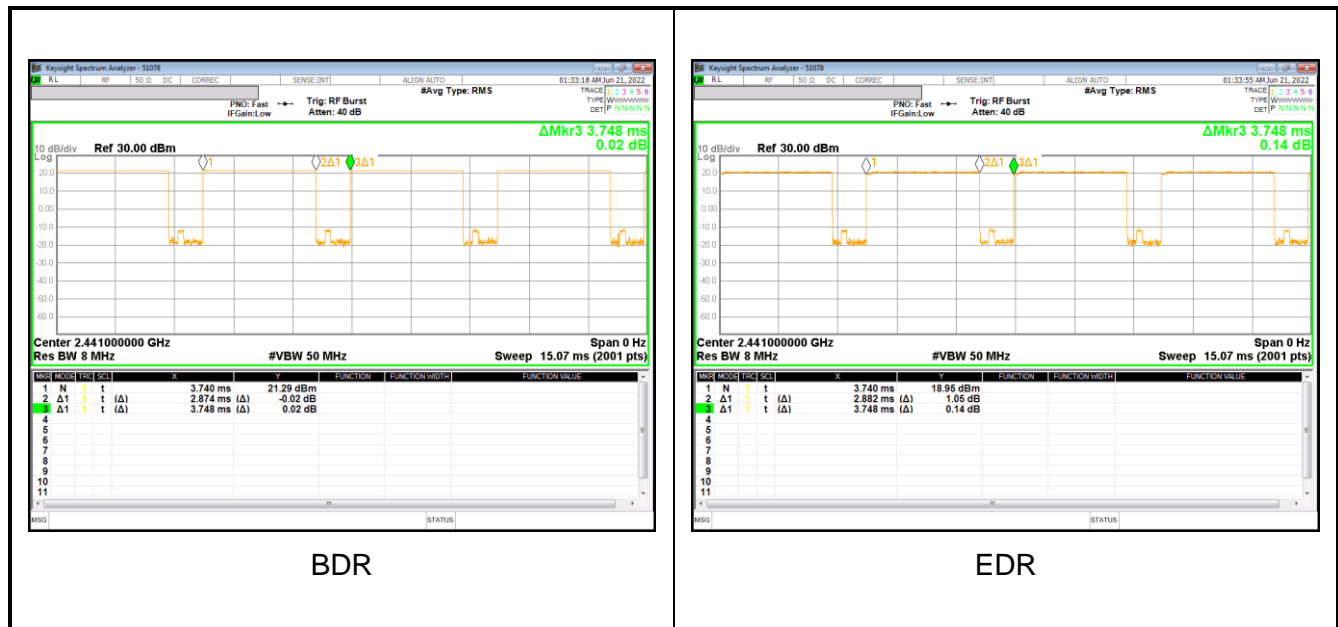 Keysight Spectrum Analyzer - 51078
RL RF 50 Ω DC CORREC SENSE:INT ALIGN AUTO 01:33:18 AM Jun 21, 2022
#Avg Type: RMS TRACE 1 2 3 4 5 6
PNO: Fast Trig: RF Burst TYPE WWWWWW
IFGain:Low Atten: 40 dB DET P N N N N N
ΔMkr3 3.748 ms
10 dB/div Ref 30.00 dBm 0.02 dB
Log
1 2Δ1 3Δ1
20.0
10.0
0.00
-10.0
-20.0
-30.0
-40.0
-50.0
-60.0
Center 2.441000000 GHz Span 0 Hz
Res BW 8 MHz #VBW 50 MHz Sweep 15.07 ms (2001 pts)
MKR MODE TRC SCL X Y FUNCTION FUNCTION WIDTH FUNCTION VALUE
1 N 1 t 3.740 ms 21.29 dBm
2 Δ1 1 t (Δ) 2.874 ms (Δ) -0.02 dB
3 Δ1 1 t (Δ) 3.748 ms (Δ) 0.02 dB
4
5
6
7
8
9
10
11
MSG STATUS
BDR
Keysight Spectrum Analyzer - 51078
RL RF 50 Ω DC CORREC SENSE:INT ALIGN AUTO 01:33:55 AM Jun 21, 2022
#Avg Type: RMS TRACE 1 2 3 4 5 6
PNO: Fast Trig: RF Burst TYPE WWWWWW
IFGain:Low Atten: 40 dB DET P N N N N N
ΔMkr3 3.748 ms
10 dB/div Ref 30.00 dBm 0.14 dB
Log
1 2Δ1 3Δ1
20.0
10.0
0.00
-10.0
-20.0
-30.0
-40.0
-50.0
-60.0
Center 2.441000000 GHz Span 0 Hz
Res BW 8 MHz #VBW 50 MHz Sweep 15.07 ms (2001 pts)
MKR MODE TRC SCL X Y FUNCTION FUNCTION WIDTH FUNCTION VALUE
1 N 1 t 3.740 ms 18.95 dBm
2 Δ1 1 t (Δ) 2.882 ms (Δ) 1.05 dB
3 Δ1 1 t (Δ) 3.748 ms (Δ) 0.14 dB
4
5
6
7
8
9
10
11
MSG STATUS
EDR